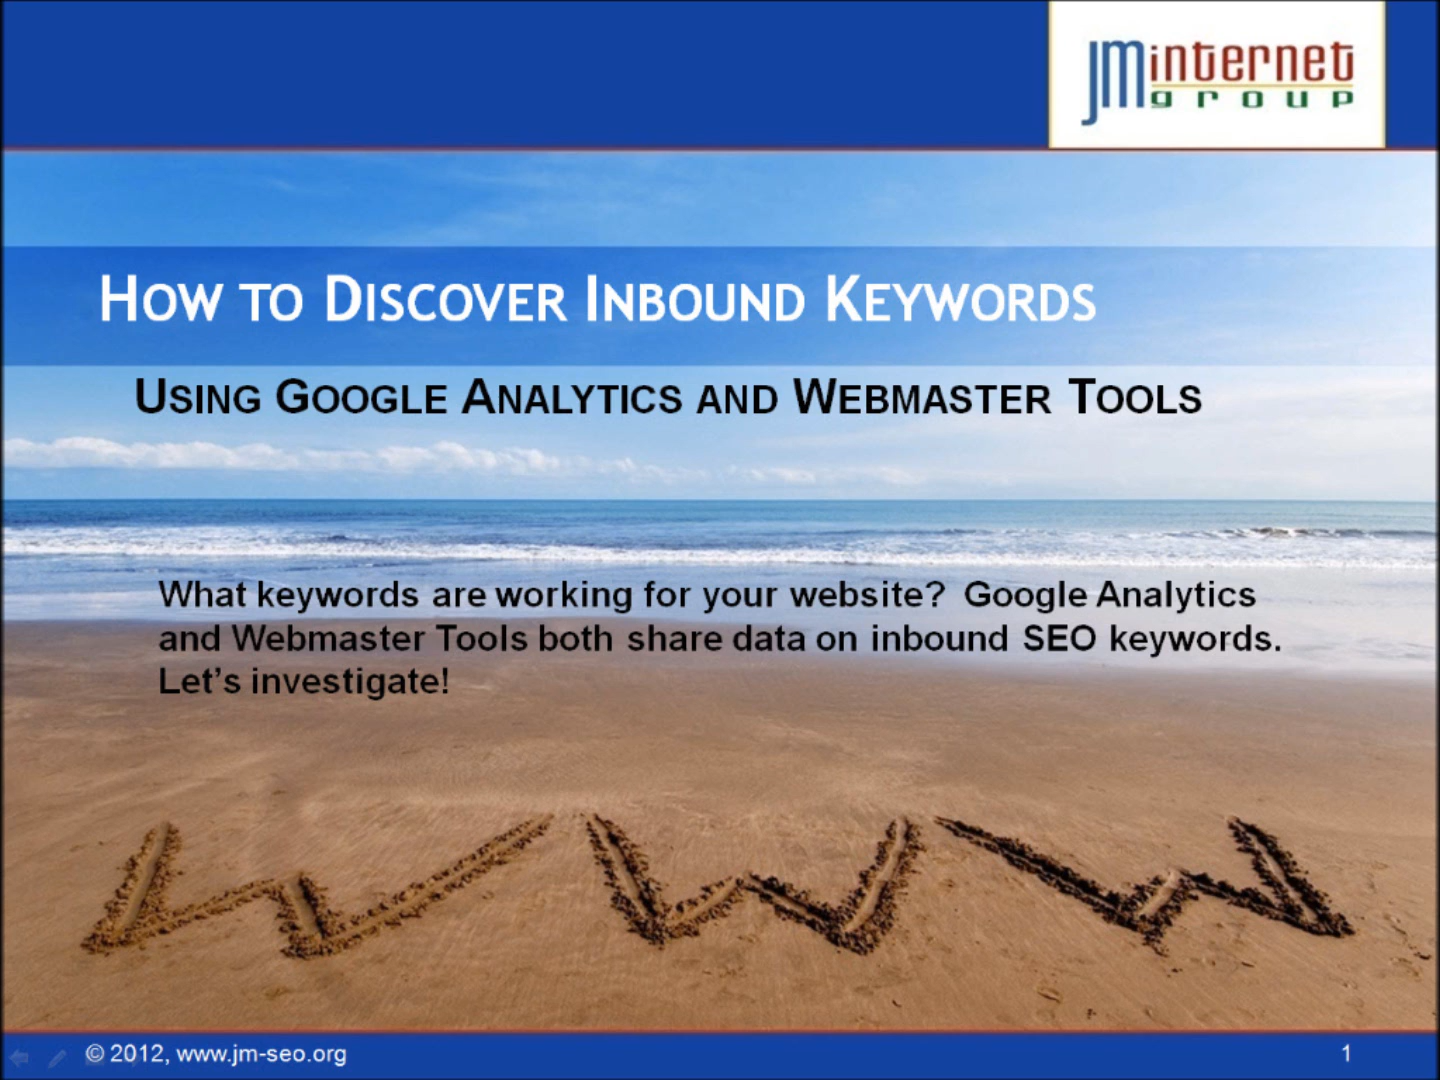 JMinternet
group
How to Discover Inbound Keywords
Using Google Analytics and Webmaster Tools
What keywords are working for your website? Google Analytics
and Webmaster Tools both share data on inbound SEO keywords.
Let's investigate!
WWW
© 2012, www.jm-seo.org
1